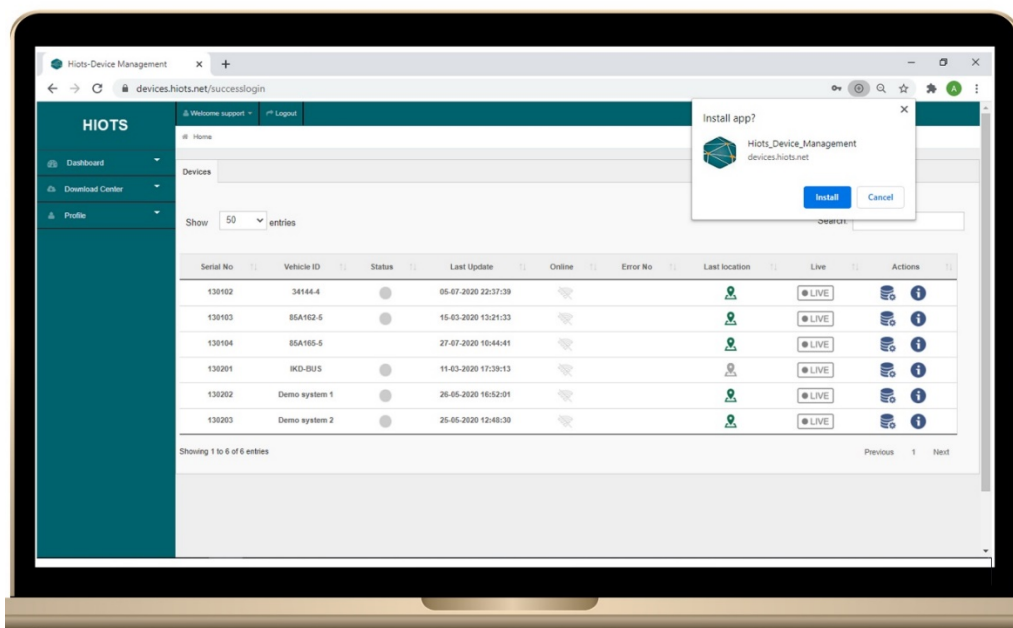 Hiots-Device Management
devices.hiots.net/successlogin
A
HIOTS
Welcome support
Logout
Home
Dashboard
Download Center
Profile
Install app?
Hiots_Device_Management
devices.hiots.net
Install Cancel
Devices
Show 50 entries
Search:
Serial No Vehicle ID Status Last Update Online Error No Last location Live Actions
130102 34144-4 05-07-2020 22:37:39 LIVE
130103 85A162-5 15-03-2020 13:21:33 LIVE
130104 85A165-5 27-07-2020 10:44:41 LIVE
130201 IKD-BUS 11-03-2020 17:39:13 LIVE
130202 Demo system 1 26-05-2020 16:52:01 LIVE
130203 Demo system 2 25-05-2020 12:48:30 LIVE
Showing 1 to 6 of 6 entries
Previous 1 Next